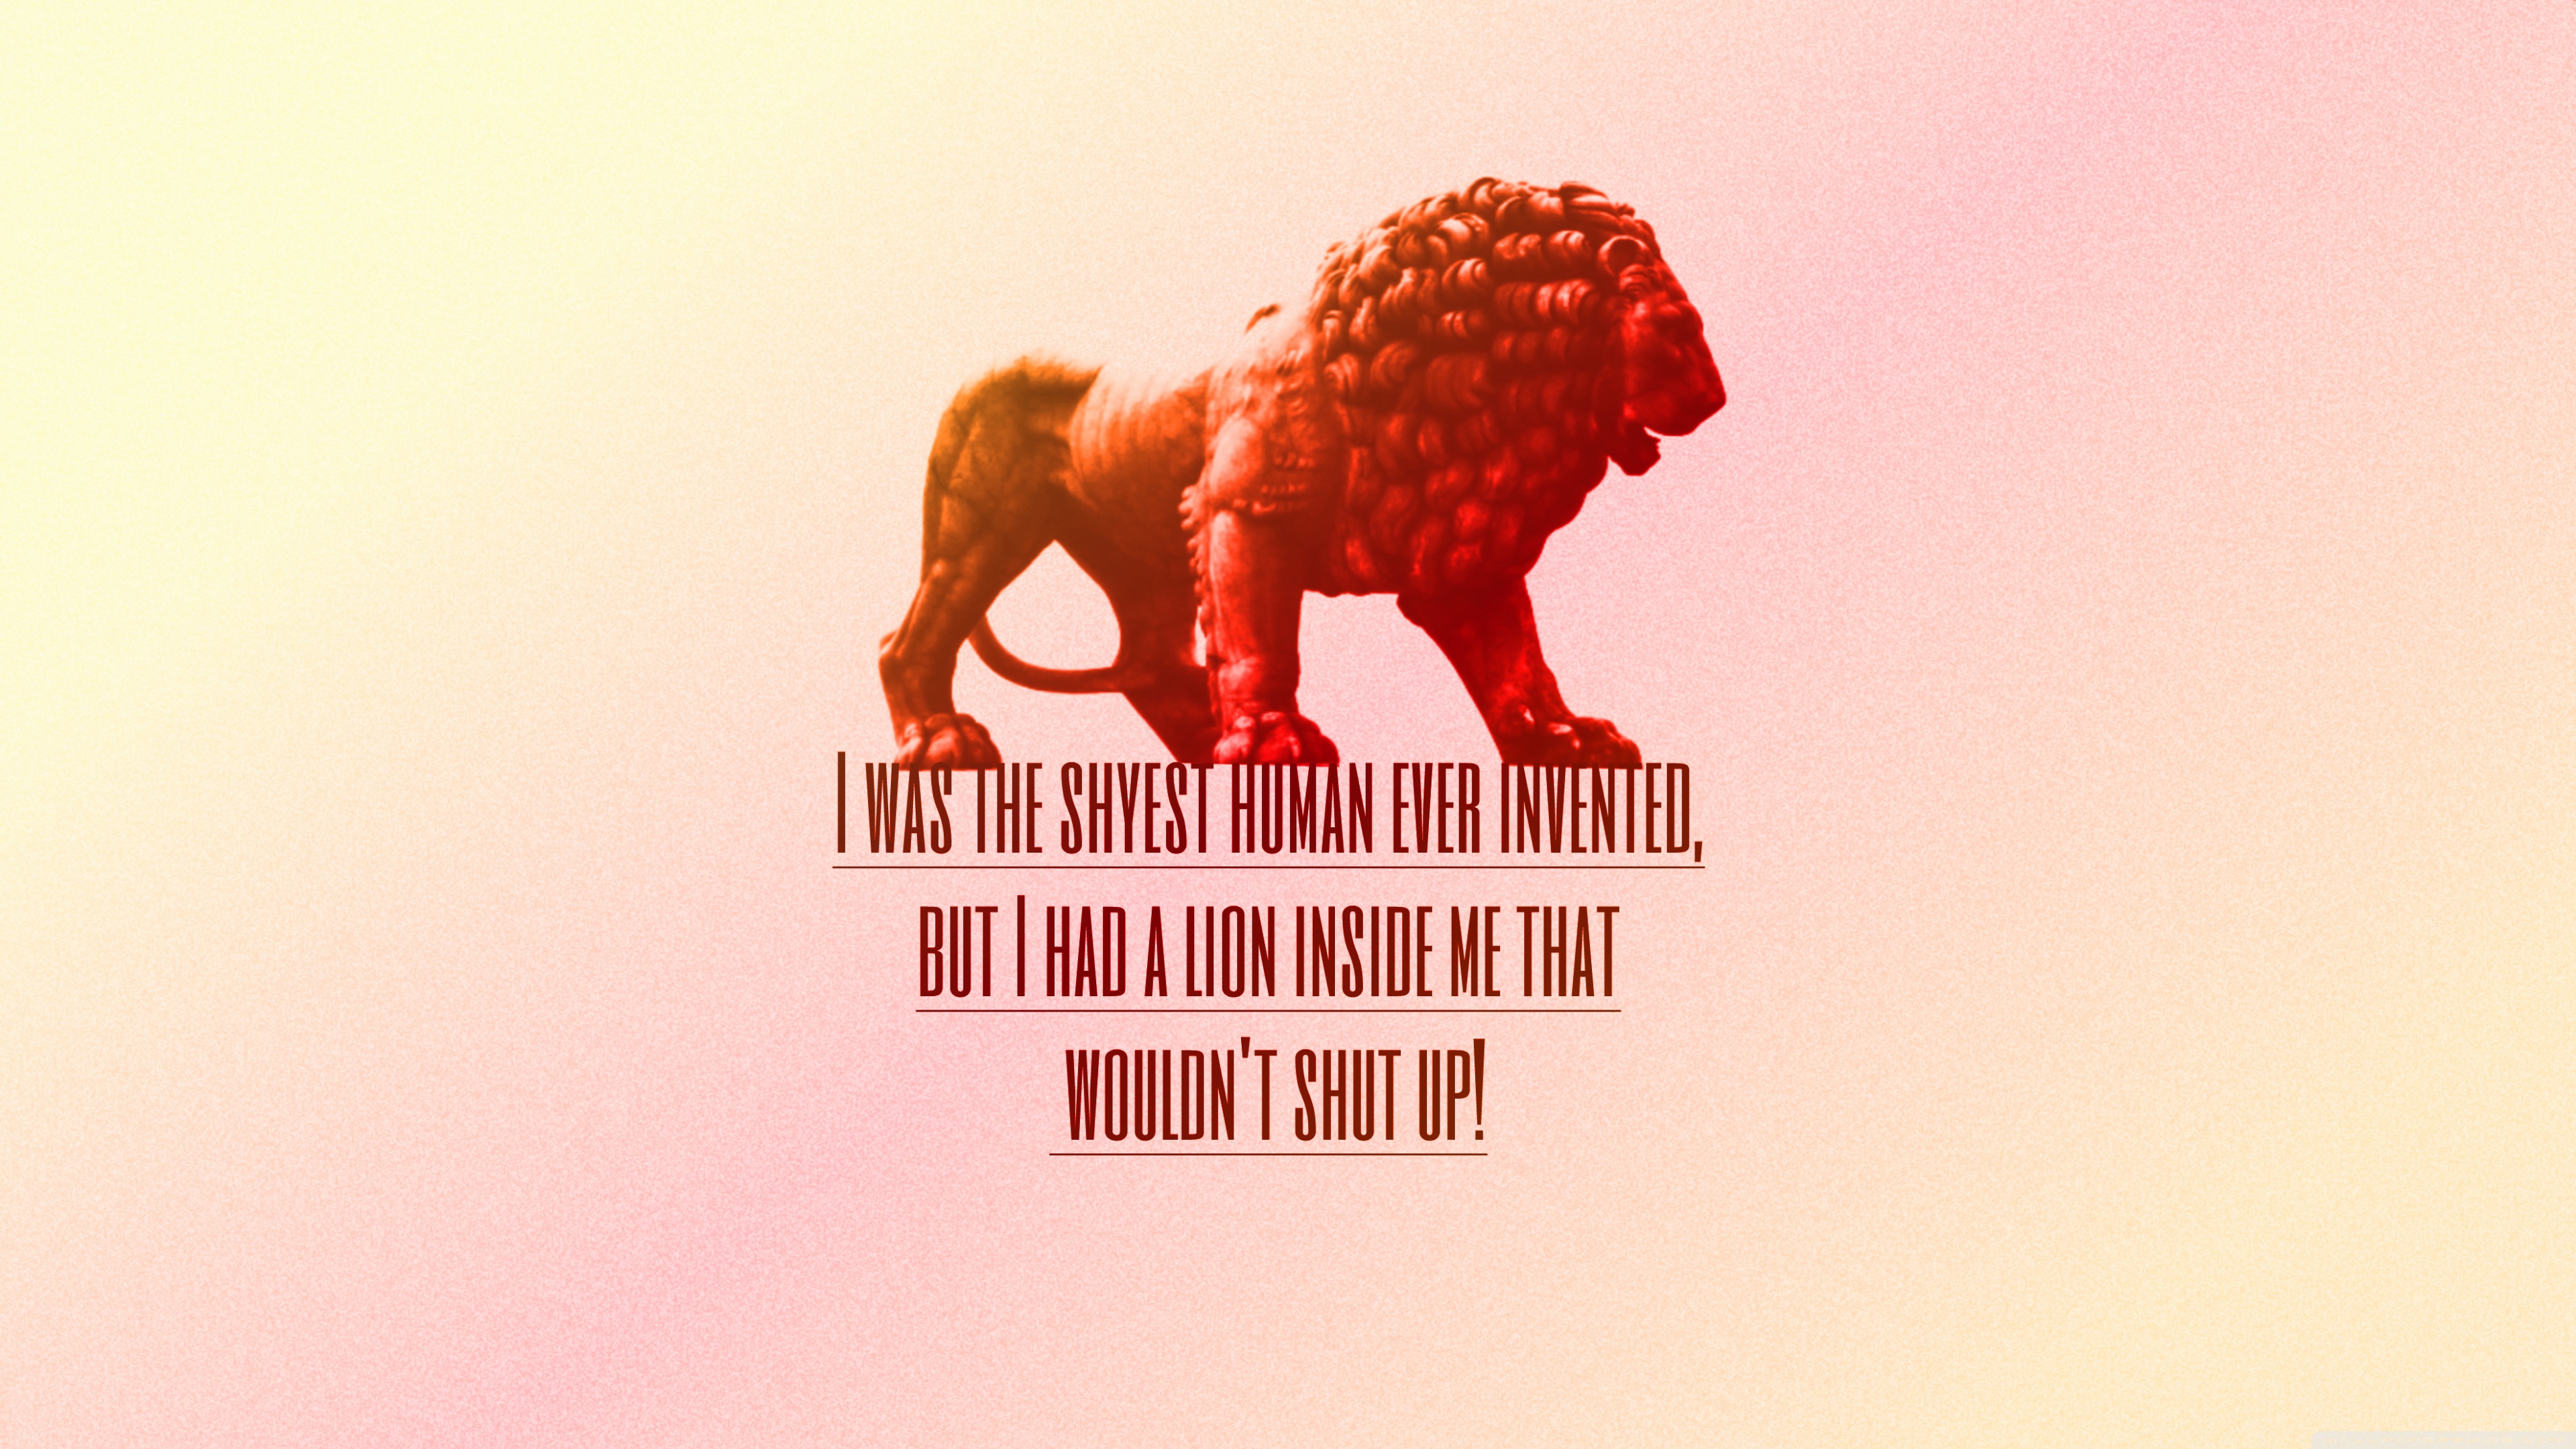 I was the shyest human ever invented,
but I had a lion inside me that
wouldn't shut up!